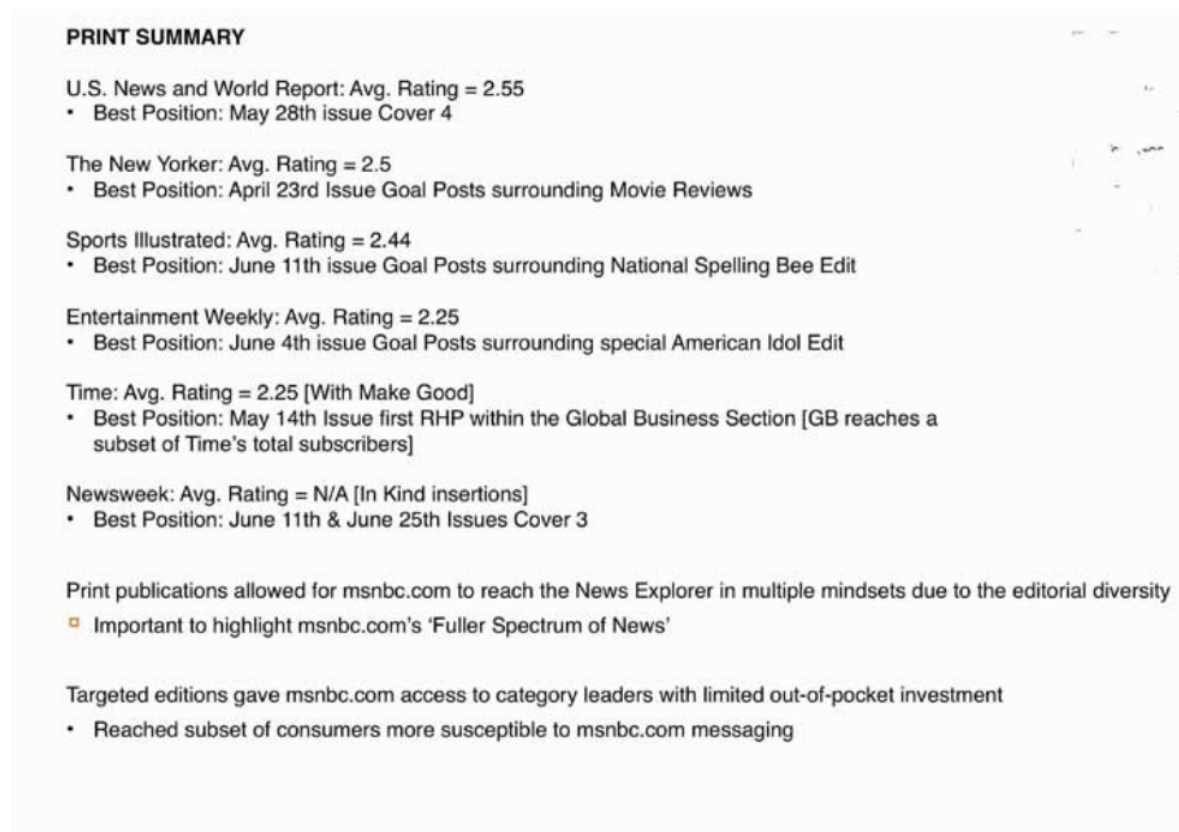 PRINT SUMMARY
U.S. News and World Report: Avg. Rating = 2.55
• Best Position: May 28th issue Cover 4
The New Yorker: Avg. Rating = 2.5
• Best Position: April 23rd Issue Goal Posts surrounding Movie Reviews
Sports Illustrated: Avg. Rating = 2.44
• Best Position: June 11th issue Goal Posts surrounding National Spelling Bee Edit
Entertainment Weekly: Avg. Rating = 2.25
• Best Position: June 4th issue Goal Posts surrounding special American Idol Edit
Time: Avg. Rating = 2.25 [With Make Good]
• Best Position: May 14th Issue first RHP within the Global Business Section [GB reaches a
subset of Time's total subscribers]
Newsweek: Avg. Rating = N/A [In Kind insertions]
• Best Position: June 11th & June 25th Issues Cover 3
Print publications allowed for msnbc.com to reach the News Explorer in multiple mindsets due to the editorial diversity
▫ Important to highlight msnbc.com's 'Fuller Spectrum of News'
Targeted editions gave msnbc.com access to category leaders with limited out-of-pocket investment
• Reached subset of consumers more susceptible to msnbc.com messaging